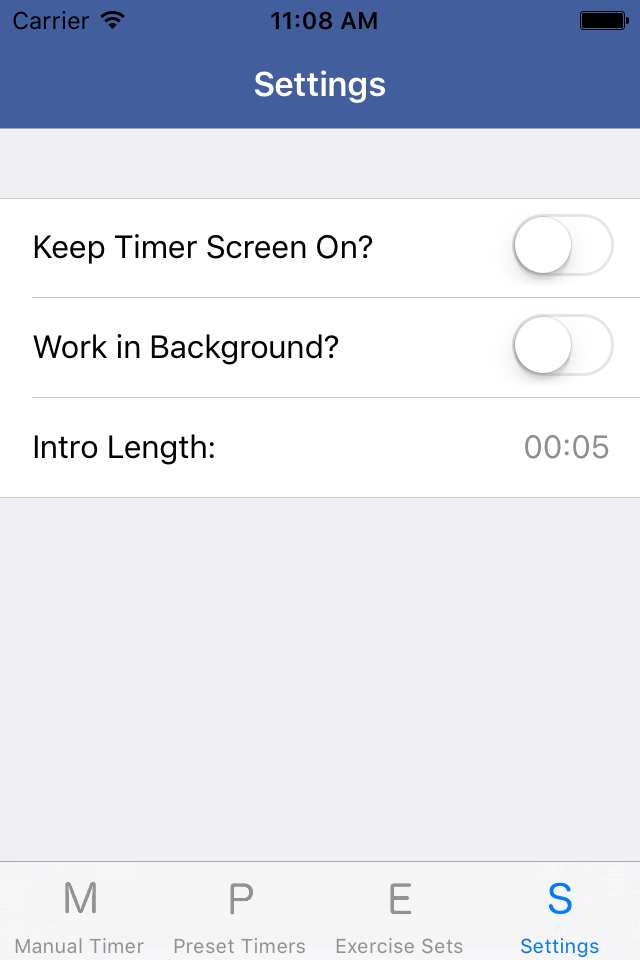 Carrier 11:08 AM
Settings
Keep Timer Screen On?
Work in Background?
Intro Length: 00:05
M P E S
Manual Timer Preset Timers Exercise Sets Settings